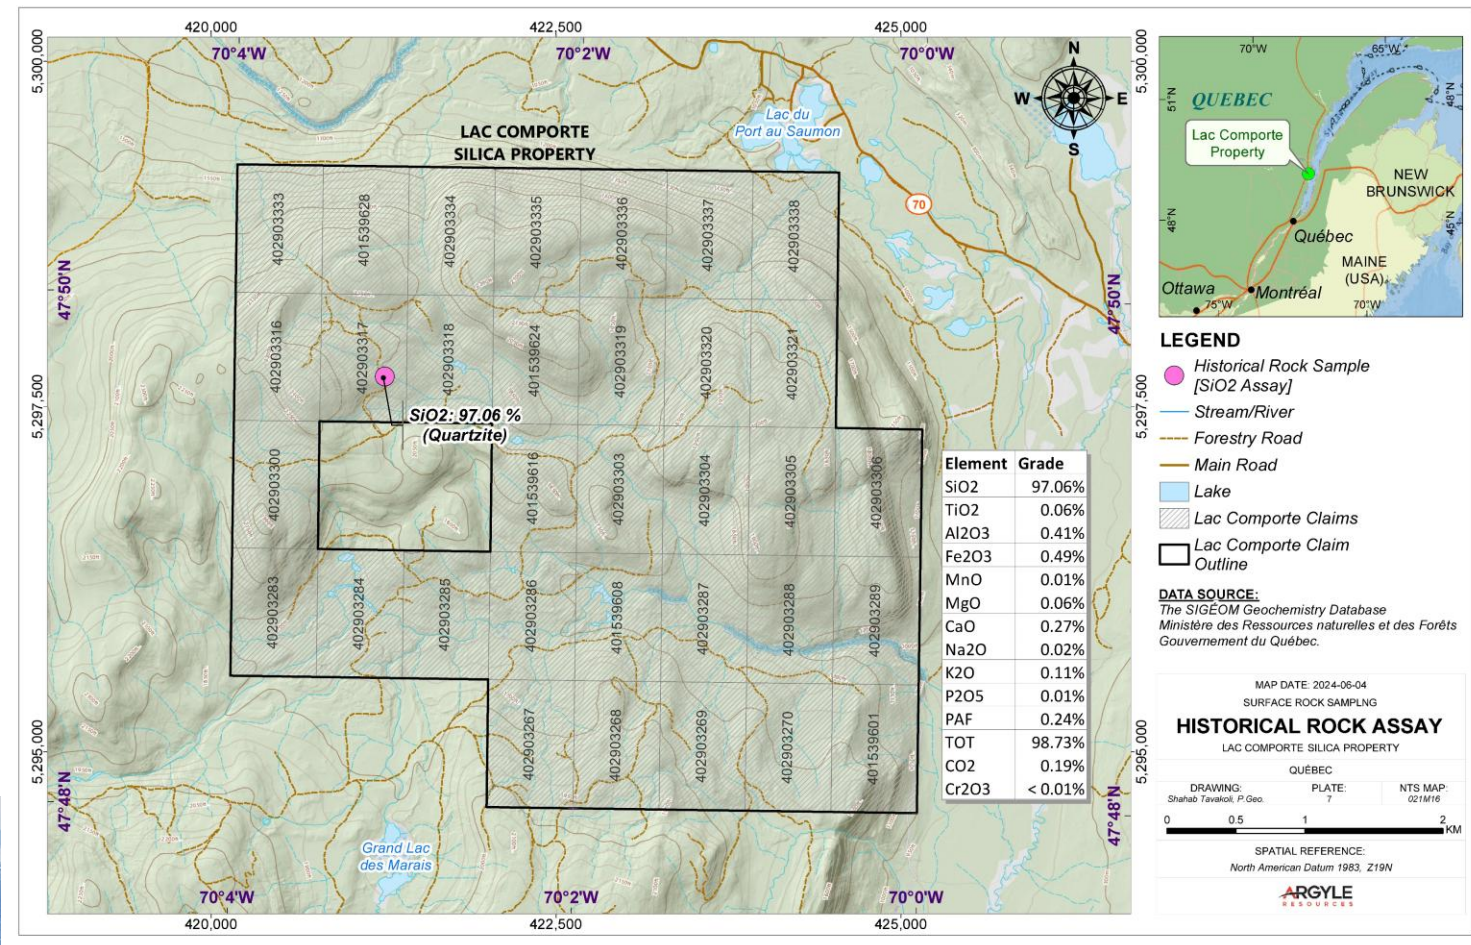 420,000
422,500
425,000
70°4'W
70°2'W
70°0'W
5,300,000
5,300,000
N
W
E
S
Lac du
Port au Saumon
LAC COMPORTE
SILICA PROPERTY
70
402903333
401539628
402903334
402903335
402903336
402903337
402903338
47°50'N
47°50'N
402903316
402903317
402903318
401539624
402903319
402903320
402903321
5,297,500
5,297,500
SiO2: 97.06 %
(Quartzite)
402903300
401539616
402903303
402903304
402903305
402903306
402903283
402903284
402903285
402903286
401539608
402903287
402903288
402903289
402903267
402903268
402903269
402903270
401539601
5,295,000
5,295,000
47°48'N
47°48'N
Grand Lac
des Marais
70°4'W
70°2'W
70°0'W
420,000
422,500
425,000
Element Grade
SiO2 97.06%
TiO2 0.06%
Al2O3 0.41%
Fe2O3 0.49%
MnO 0.01%
MgO 0.06%
CaO 0.27%
Na2O 0.02%
K2O 0.11%
P2O5 0.01%
PAF 0.24%
TOT 98.73%
CO2 0.19%
Cr2O3 < 0.01%
70°W
65°W
51°N
48°N
QUEBEC
Lac Comporte
Property
NEW
BRUNSWICK
48°N
45°N
Québec
MAINE
(USA)
Ottawa
Montréal
75°W
70°W
LEGEND
Historical Rock Sample
[SiO2 Assay]
Stream/River
Forestry Road
Main Road
Lake
Lac Comporte Claims
Lac Comporte Claim
Outline
DATA SOURCE:
The SIGÉOM Geochemistry Database
Ministère des Ressources naturelles et des Forêts
Gouvernement du Québec.
MAP DATE: 2024-06-04
SURFACE ROCK SAMPLNG
HISTORICAL ROCK ASSAY
LAC COMPORTE SILICA PROPERTY
QUÉBEC
DRAWING: PLATE: NTS MAP:
Shahab Tavakoli, P.Geo. 7 021M16
0 0.5 1 2
KM
SPATIAL REFERENCE:
North American Datum 1983, Z19N
ARGYLE
RESOURCES